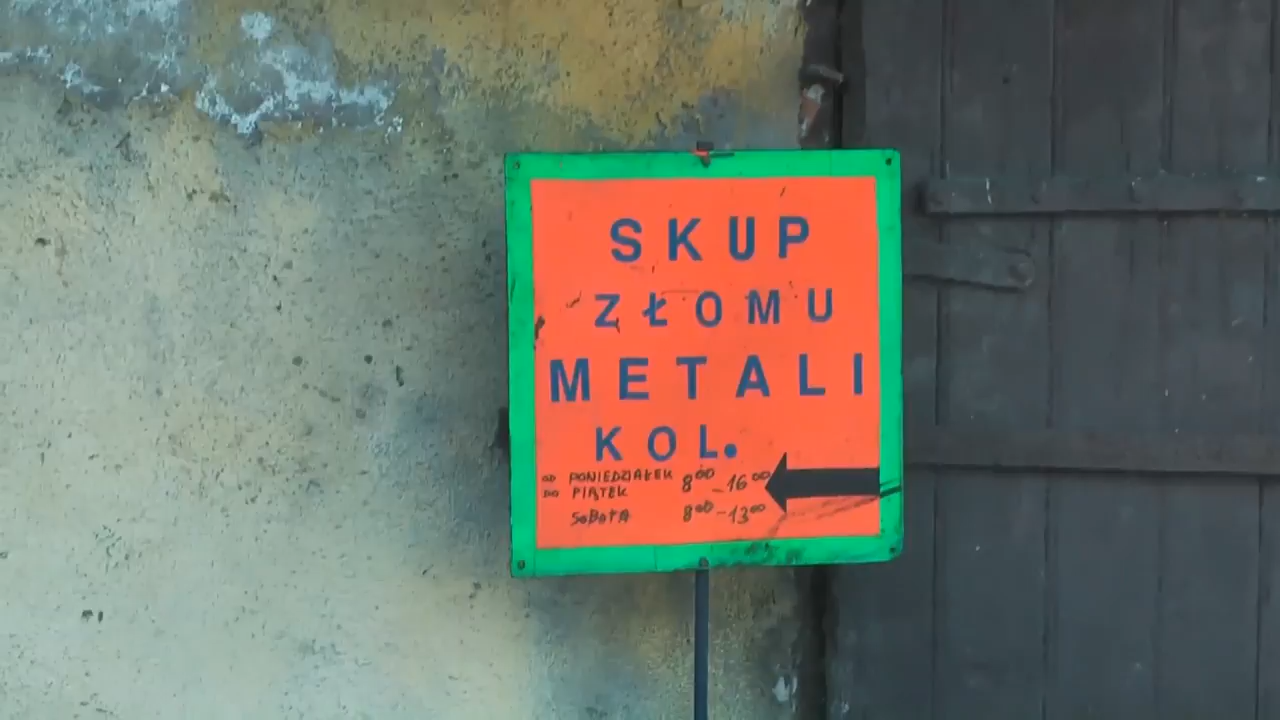 SKUP
ZŁOMU
METALI
KOL.
OD PONIEDZIAŁEK
DO PIĄTEK 8⁰⁰ - 16⁰⁰
SOBOTA 8⁰⁰ - 13⁰⁰